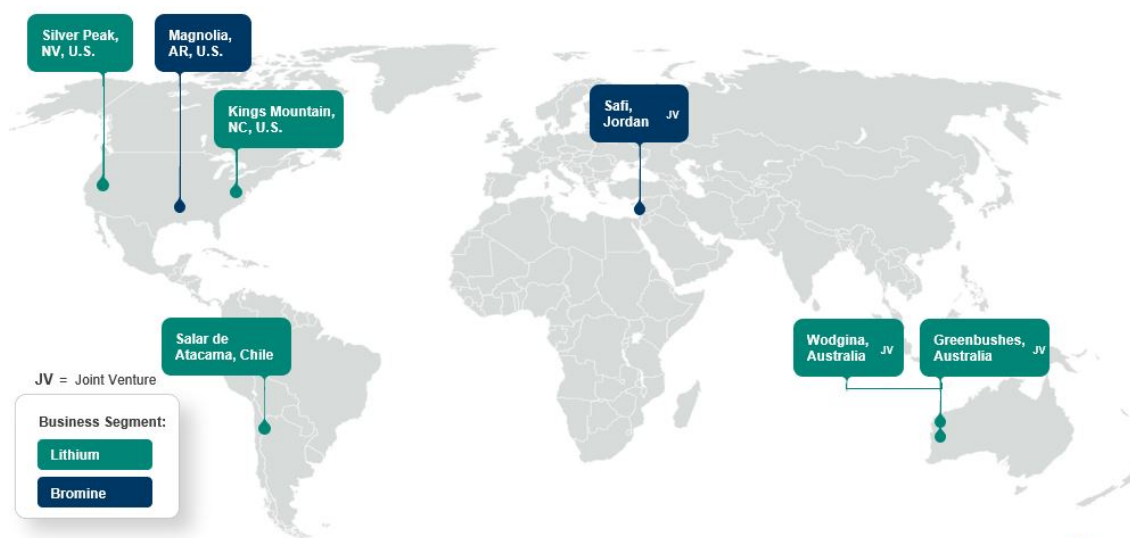 Silver Peak,
NV, U.S.
Magnolia,
AR, U.S.
Kings Mountain,
NC, U.S.
Safi,
Jordan JV
Salar de
Atacama, Chile
Wodgina,
Australia JV
Greenbushes,
Australia JV
JV = Joint Venture
Business Segment:
Lithium
Bromine